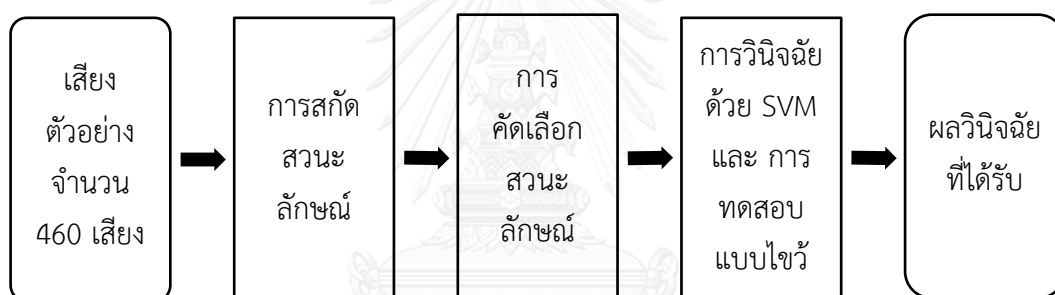 เสียง
ตัวอย่าง
จำนวน
460 เสียง
การสกัด
สวนะ
ลักษณ์
การ
คัดเลือก
สวนะ
ลักษณ์
การวินิจฉัย
ด้วย SVM
และ การ
ทดสอบ
แบบไขว้
ผลวินิจฉัย
ที่ได้รับ